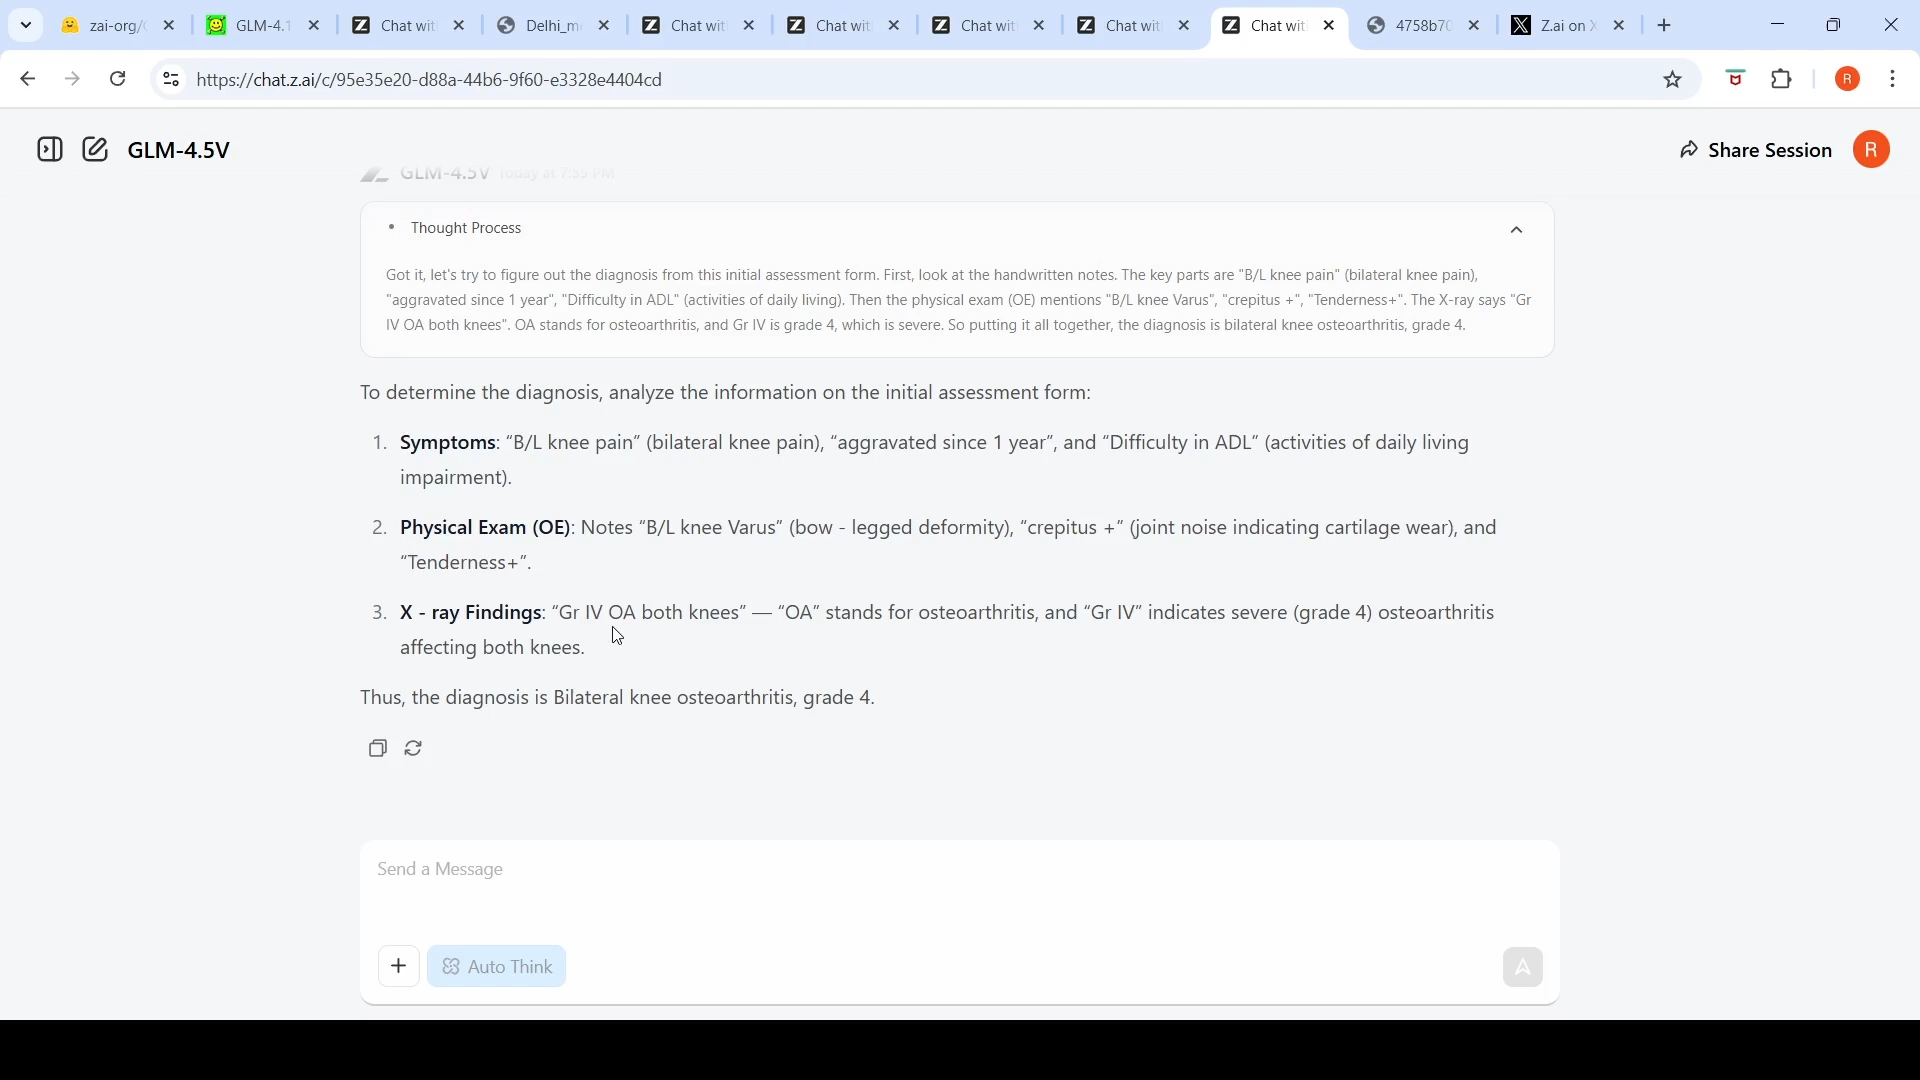 zai-org/
GLM-4.1
Chat wit
Delhi_m
Chat wit
Chat wit
Chat wit
Chat wit
Chat wit
4758b70
Z.ai on X
https://chat.z.ai/c/95e35e20-d88a-44b6-9f60-e3328e4404cd
R
GLM-4.5V
Share Session
R
GLM-4.5V Today at 7:55 PM
• Thought Process
Got it, let's try to figure out the diagnosis from this initial assessment form. First, look at the handwritten notes. The key parts are "B/L knee pain" (bilateral knee pain),
"aggravated since 1 year", "Difficulty in ADL" (activities of daily living). Then the physical exam (OE) mentions "B/L knee Varus", "crepitus +", "Tenderness+". The X-ray says "Gr
IV OA both knees". OA stands for osteoarthritis, and Gr IV is grade 4, which is severe. So putting it all together, the diagnosis is bilateral knee osteoarthritis, grade 4.
To determine the diagnosis, analyze the information on the initial assessment form:
1. Symptoms: “B/L knee pain” (bilateral knee pain), “aggravated since 1 year”, and “Difficulty in ADL” (activities of daily living
impairment).
2. Physical Exam (OE): Notes “B/L knee Varus” (bow - legged deformity), “crepitus +” (joint noise indicating cartilage wear), and
“Tenderness+”.
3. X - ray Findings: “Gr IV OA both knees” — “OA” stands for osteoarthritis, and “Gr IV” indicates severe (grade 4) osteoarthritis
affecting both knees.
Thus, the diagnosis is Bilateral knee osteoarthritis, grade 4.
Send a Message
Auto Think